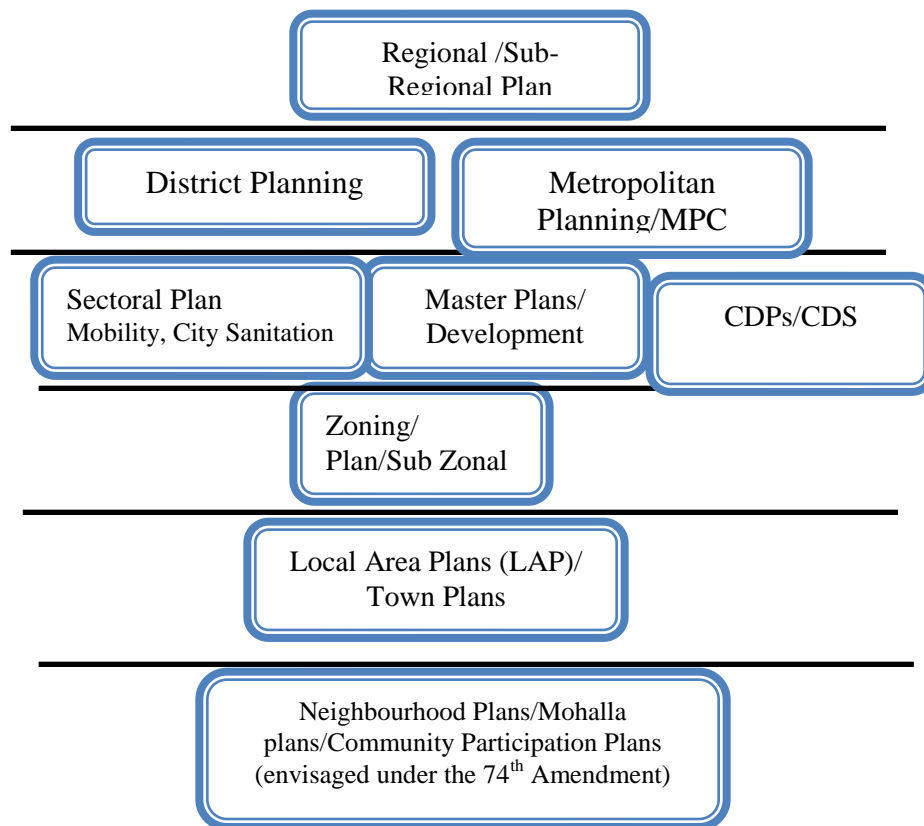 Regional /Sub-
Regional Plan
District Planning
Metropolitan
Planning/MPC
Sectoral Plan
Mobility, City Sanitation
Master Plans/
Development
CDPs/CDS
Zoning/
Plan/Sub Zonal
Local Area Plans (LAP)/
Town Plans
Neighbourhood Plans/Mohalla
plans/Community Participation Plans
(envisaged under the 74th Amendment)